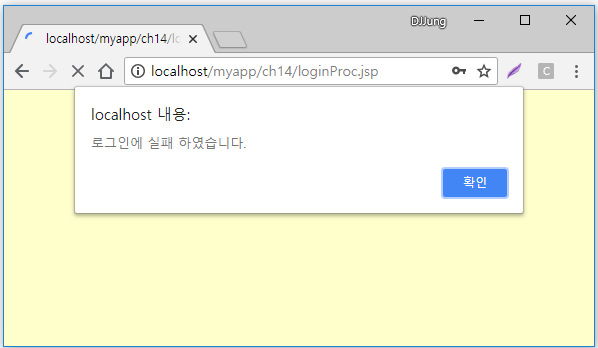 DJJung
localhost/myapp/ch14/lo
localhost/myapp/ch14/loginProc.jsp
C
localhost 내용:
로그인에 실패 하였습니다.
확인